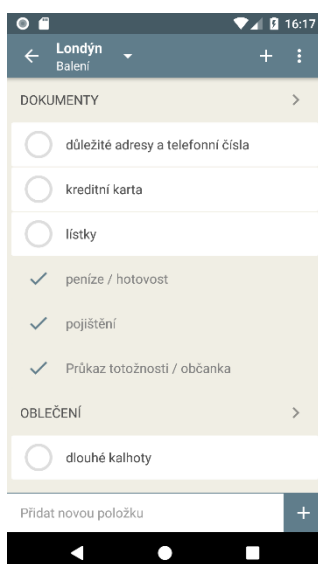 16:17
Londýn
Balení
DOKUMENTY
důležité adresy a telefonní čísla
kreditní karta
lístky
peníze / hotovost
pojištění
Průkaz totožnosti / občanka
OBLEČENÍ
dlouhé kalhoty
Přidat novou položku